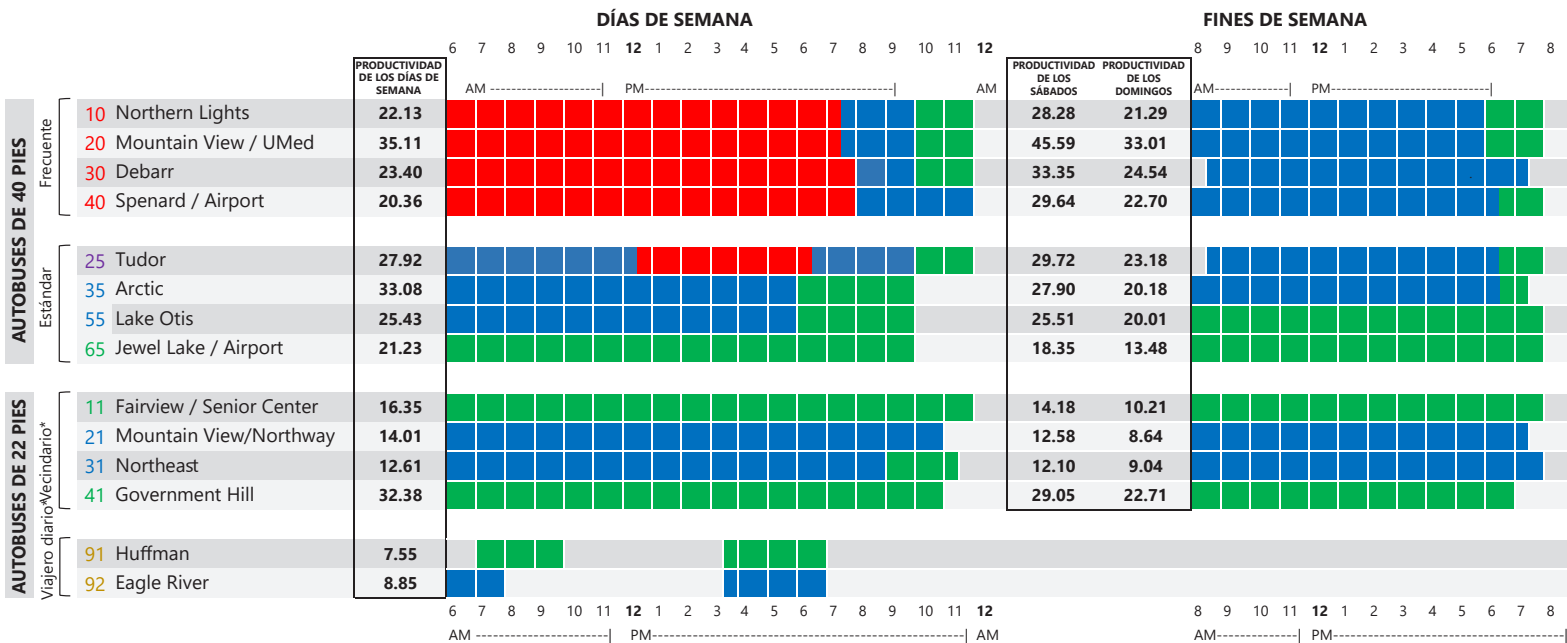 DÍAS DE SEMANA FINES DE SEMANA
6 7 8 9 10 11 12 1 2 3 4 5 6 7 8 9 10 11 12 8 9 10 11 12 1 2 3 4 5 6 7 8
PRODUCTIVIDAD DE LOS DÍAS DE SEMANA
AM ---------------------| PM---------------------------------------------| AM
PRODUCTIVIDAD DE LOS SÁBADOS
PRODUCTIVIDAD DE LOS DOMINGOS
AM--------------| PM------------------------------|
AUTOBUSES DE 40 PIES
Frecuente
10 Northern Lights 22.13 28.28 21.29
20 Mountain View / UMed 35.11 45.59 33.01
30 Debarr 23.40 33.35 24.54
40 Spenard / Airport 20.36 29.64 22.70
Estándar
25 Tudor 27.92 29.72 23.18
35 Arctic 33.08 27.90 20.18
55 Lake Otis 25.43 25.51 20.01
65 Jewel Lake / Airport 21.23 18.35 13.48
AUTOBUSES DE 22 PIES
Vecindario*
11 Fairview / Senior Center 16.35 14.18 10.21
21 Mountain View/Northway 14.01 12.58 8.64
31 Northeast 12.61 12.10 9.04
41 Government Hill 32.38 29.05 22.71
Viajero diario*
91 Huffman 7.55
92 Eagle River 8.85
6 7 8 9 10 11 12 1 2 3 4 5 6 7 8 9 10 11 12 8 9 10 11 12 1 2 3 4 5 6 7 8
AM -------------------------| PM----------------------------------------------------------| AM AM--------------| PM-------------------------------------------|